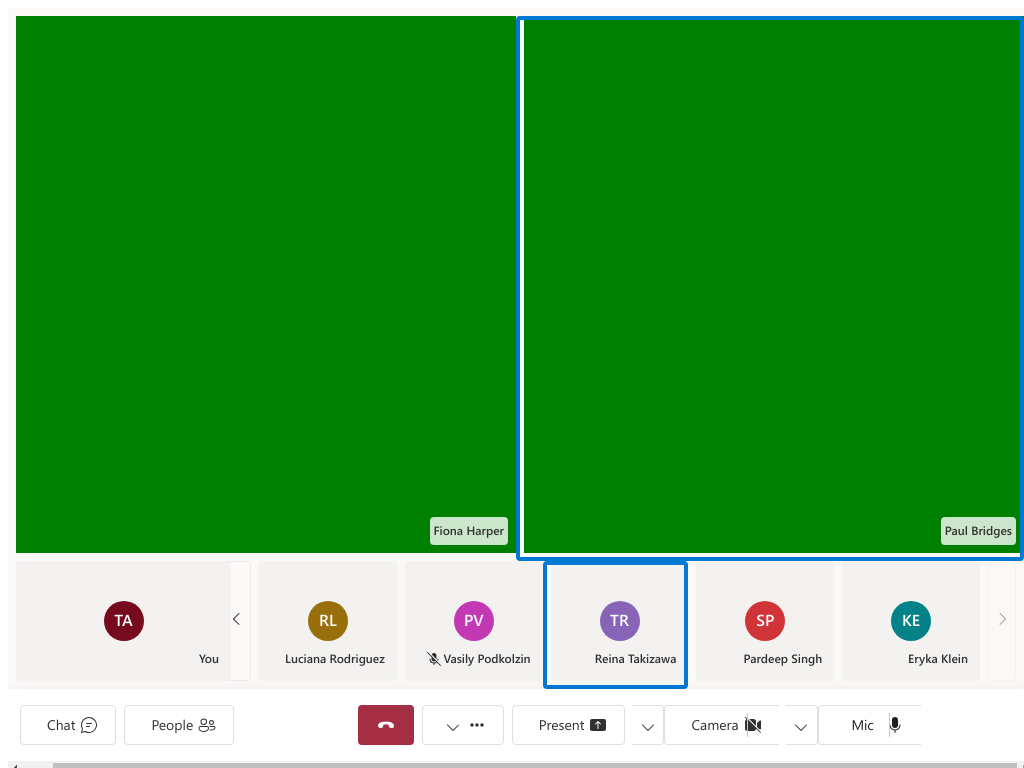 Fiona Harper
Paul Bridges
TA
You
RL
Luciana Rodriguez
PV
Vasily Podkolzin
TR
Reina Takizawa
SP
Pardeep Singh
KE
Eryka Klein
Chat
People
Present
Camera
Mic